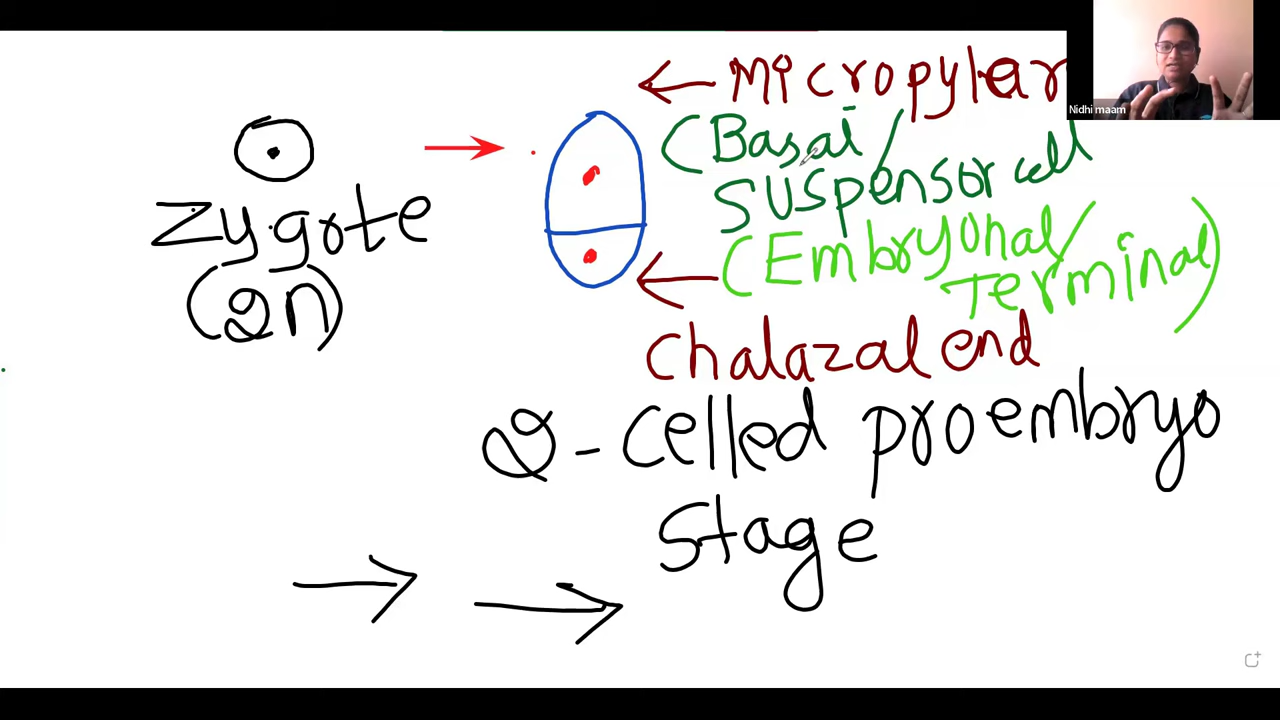 ← Micropylar
Nidhi maam
(Basal/
suspensor cell
Zygote
(2n)
(Embryonal/
Terminal)
←
Chalazal end
2-celled proembryo
Stage